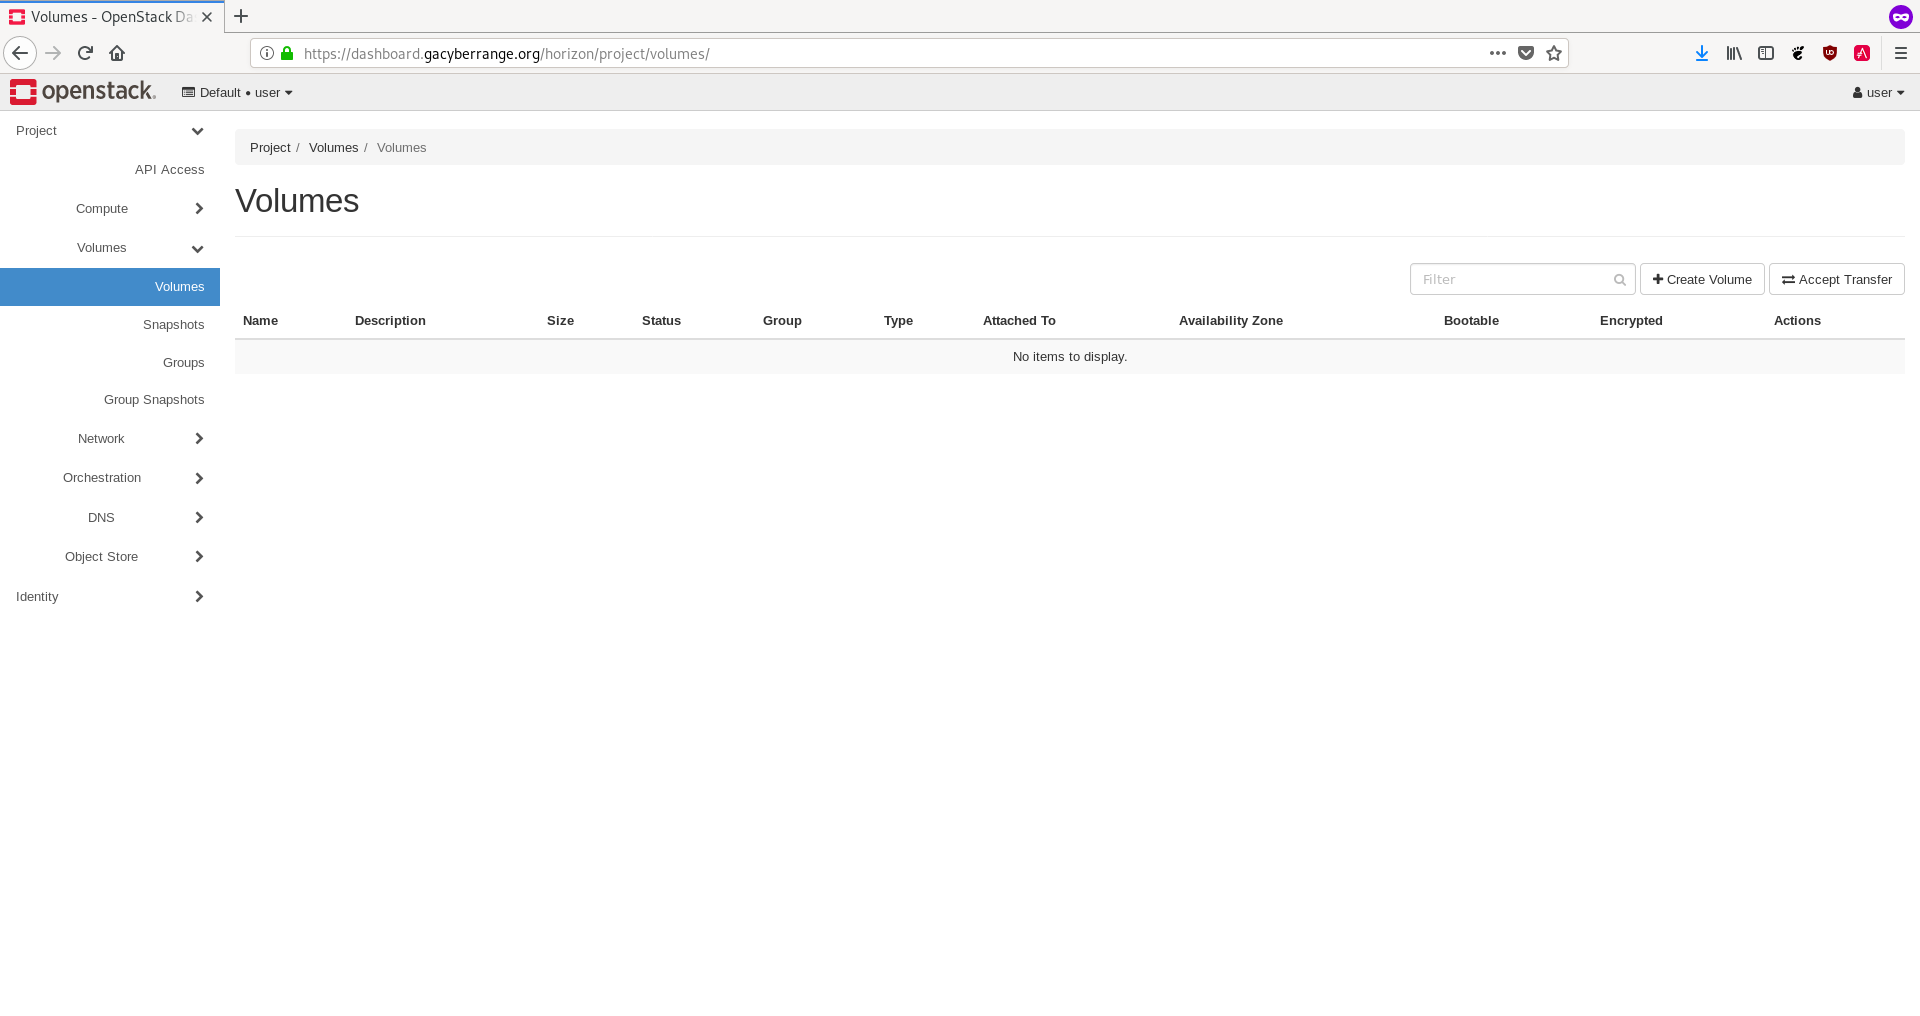 Volumes - OpenStack Da
https://dashboard.gacyberrange.org/horizon/project/volumes/
openstack.
Default • user
user
Project
API Access
Compute
Volumes
Volumes
Snapshots
Groups
Group Snapshots
Network
Orchestration
DNS
Object Store
Identity
Project / Volumes / Volumes
Volumes
Filter
Create Volume
Accept Transfer
Name Description Size Status Group Type Attached To Availability Zone Bootable Encrypted Actions
No items to display.